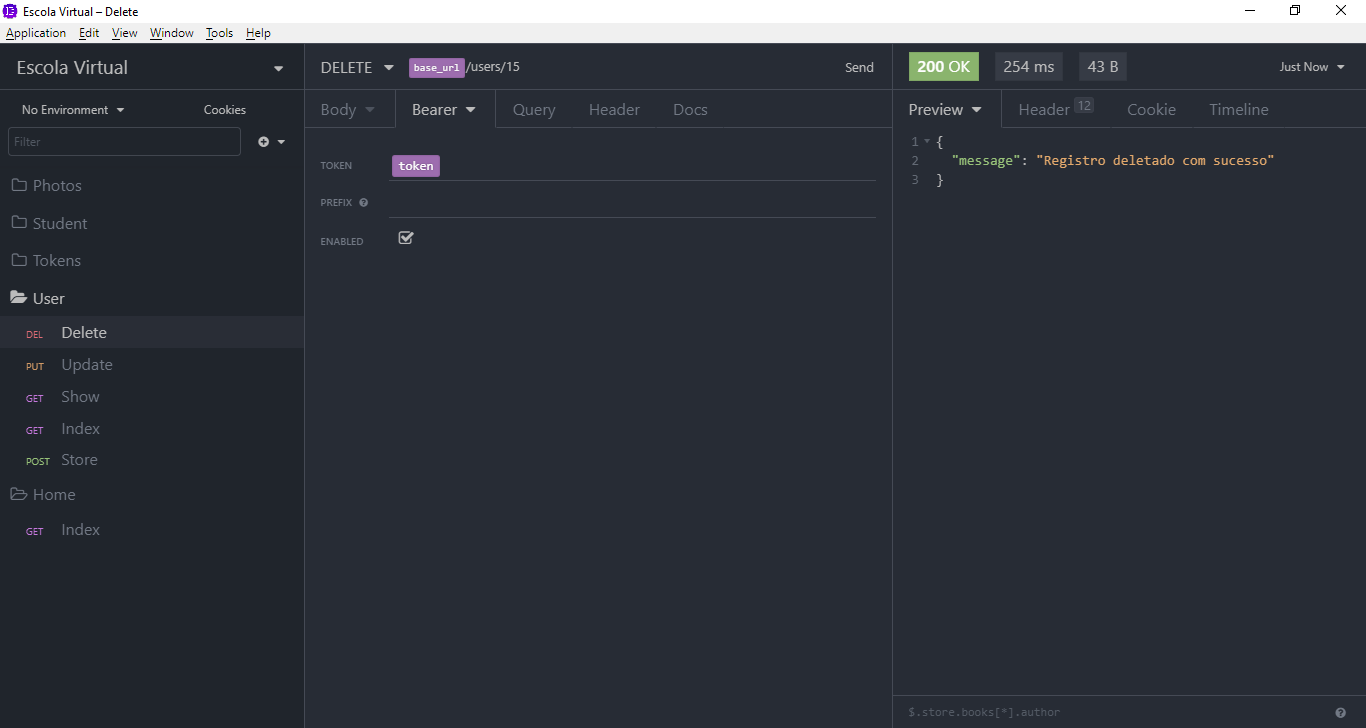 Escola Virtual – Delete
Application Edit View Window Tools Help
Escola Virtual
No Environment Cookies
Filter
Photos
Student
Tokens
User
DEL Delete
PUT Update
GET Show
GET Index
POST Store
Home
GET Index
DELETE base_url/users/15 Send
Body Bearer Query Header Docs
TOKEN token
PREFIX
ENABLED
200 OK 254 ms 43 B Just Now
Preview Header 12 Cookie Timeline
1 {
2 "message": "Registro deletado com sucesso"
3 }
$.store.books[*].author